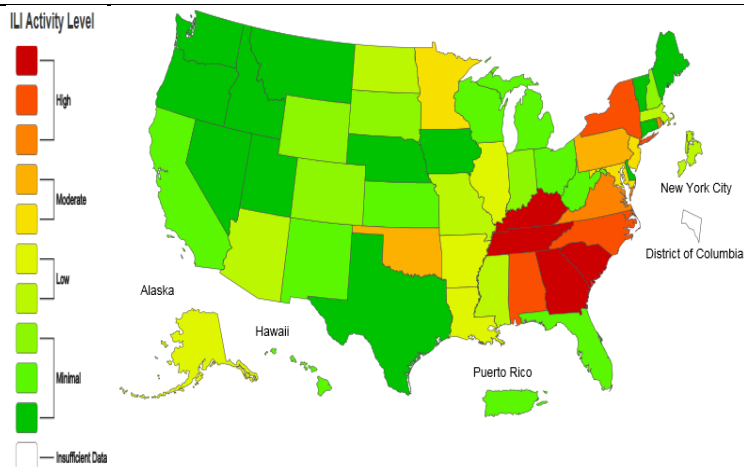 ILI Activity Level
High
Moderate
Low
Minimal
Insufficient Data
Alaska
Hawaii
Puerto Rico
New York City
District of Columbia